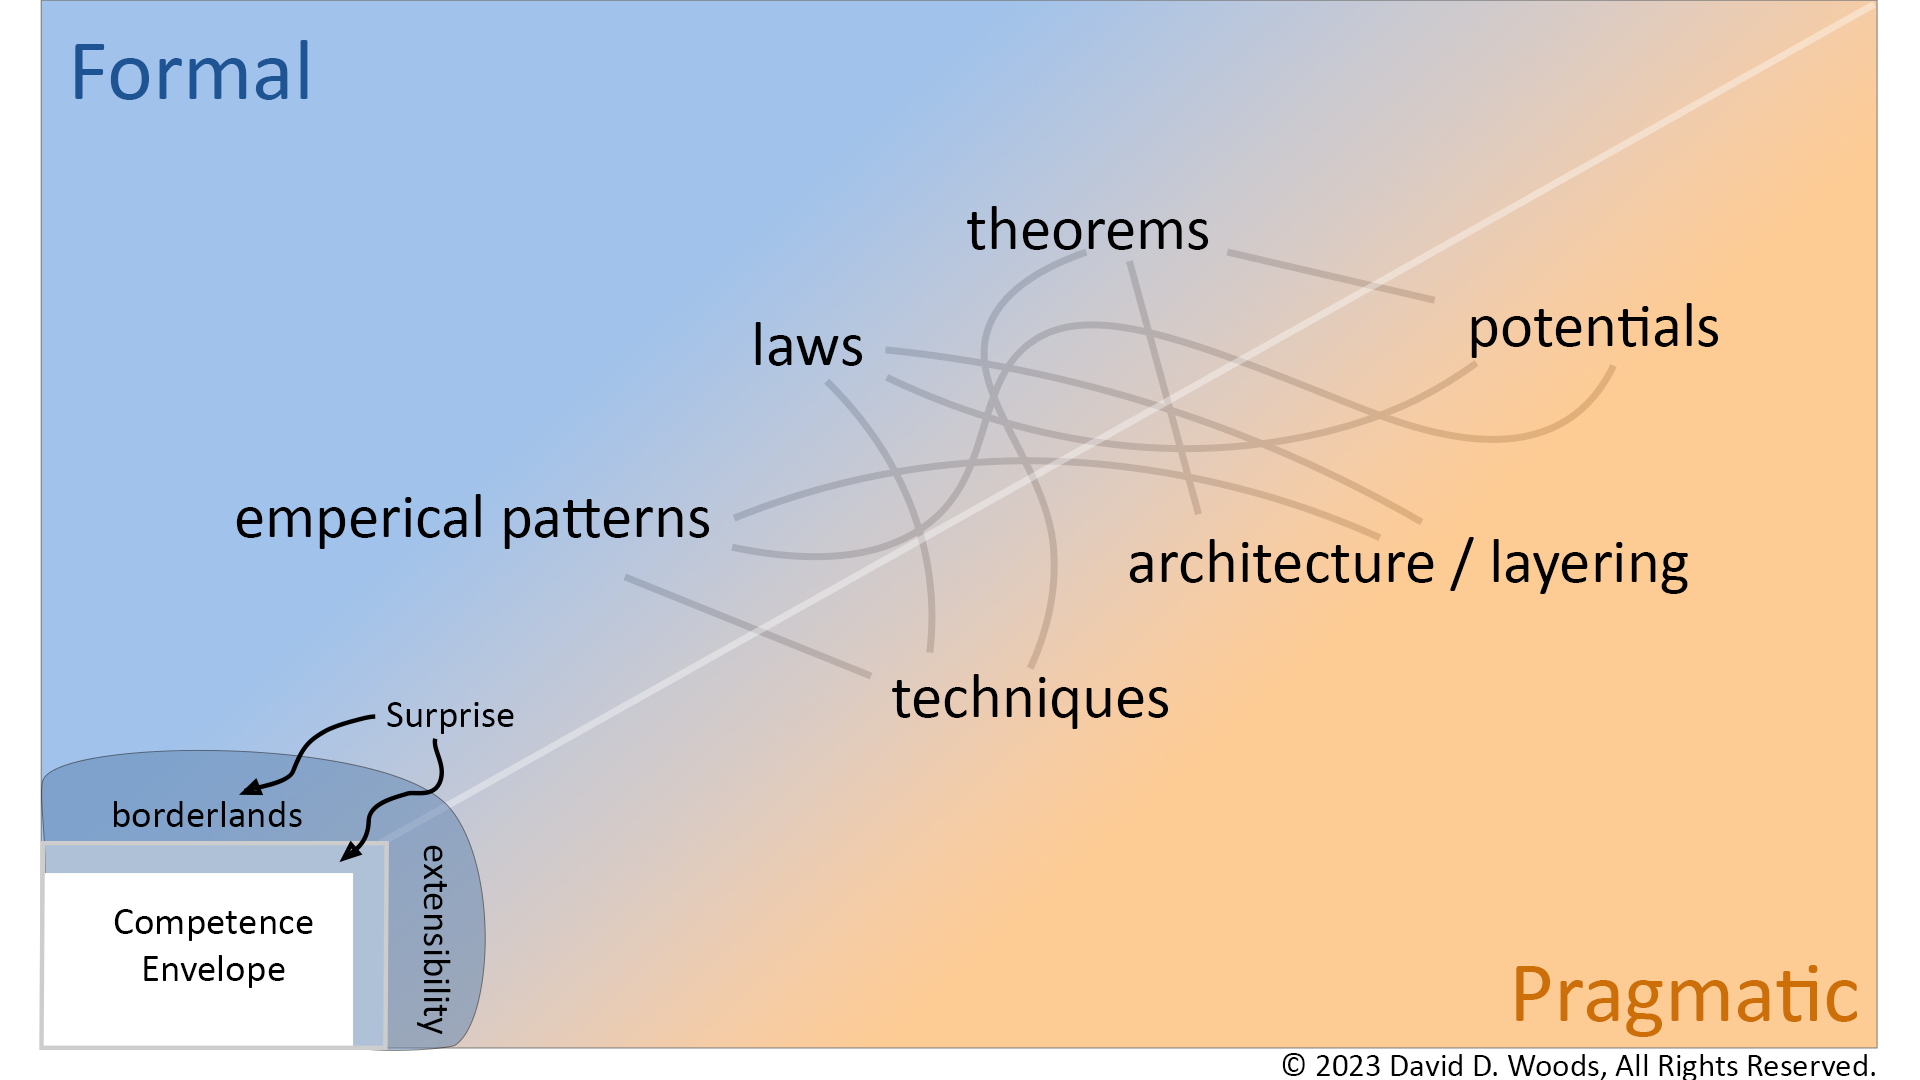 Formal
theorems
potentials
laws
emperical patterns
architecture / layering
techniques
Surprise
borderlands
extensibility
Competence
Envelope
Pragmatic
© 2023 David D. Woods, All Rights Reserved.